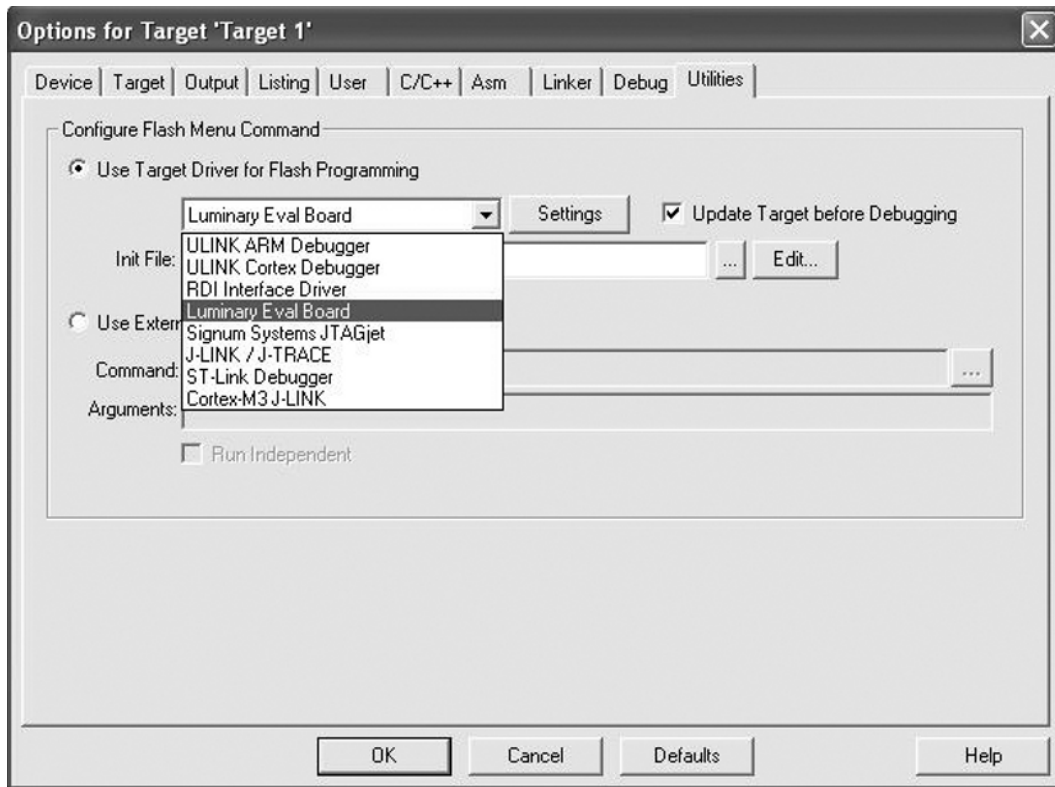 Options for Target 'Target 1'
Device Target Output Listing User C/C++ Asm Linker Debug Utilities
Configure Flash Menu Command
Use Target Driver for Flash Programming
Luminary Eval Board Settings Update Target before Debugging
ULINK ARM Debugger
Init File: ULINK Cortex Debugger ... Edit...
RDI Interface Driver
Luminary Eval Board
Use Extern
Signum Systems JTAGjet
J-LINK / J-TRACE
Command: ST-Link Debugger ...
Cortex-M3 J-LINK
Arguments:
Run Independent
OK Cancel Defaults Help